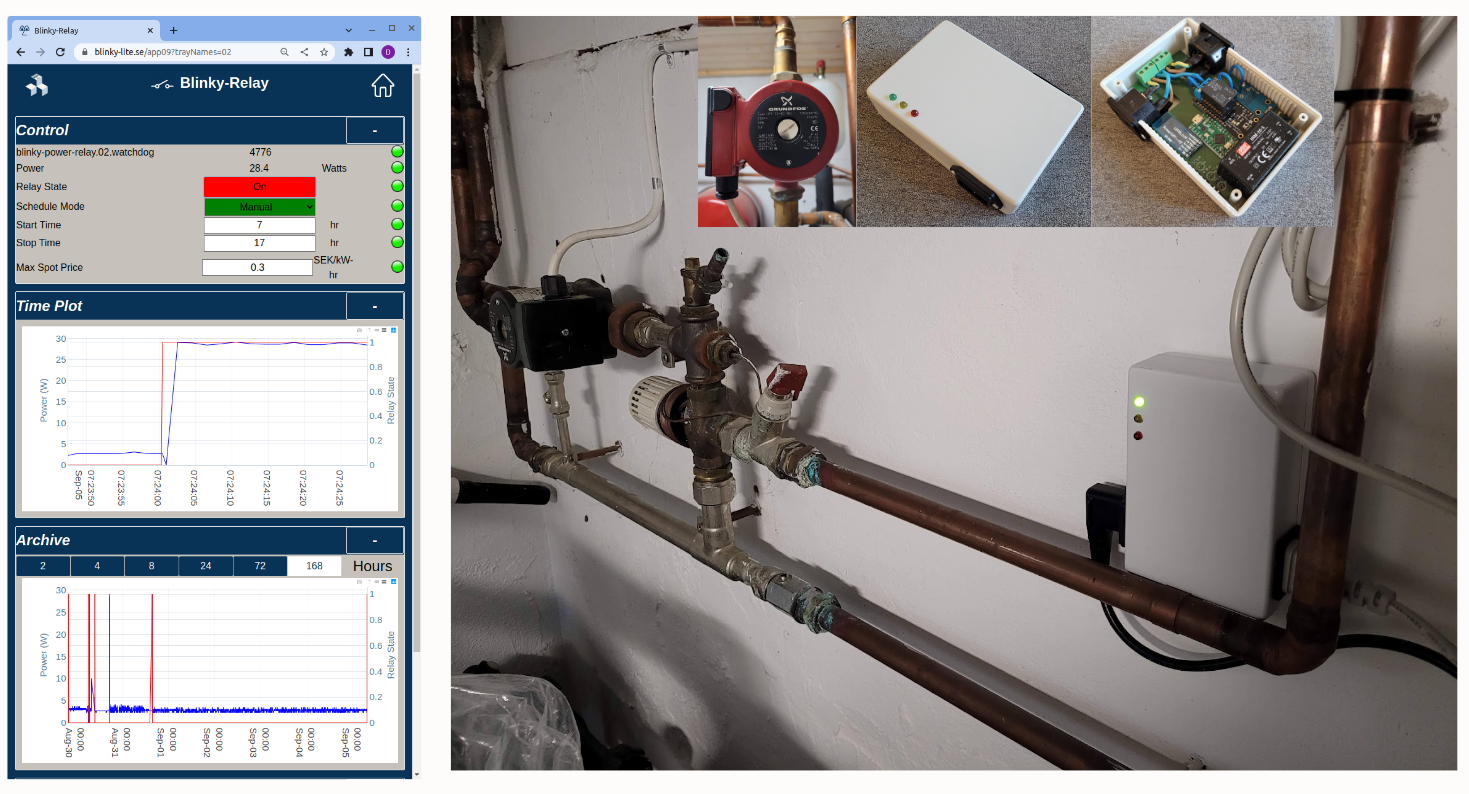 Blinky-Relay
blinky-lite.se/app09?trayNames=02
D
Blinky-Relay
Control
-
blinky-power-relay.02.watchdog 4776
Power 28.4 Watts
Relay State On
Schedule Mode Manual
Start Time 7 hr
Stop Time 17 hr
Max Spot Price 0.3 SEK/kW-
hr
Time Plot
-
30
25
20
15
10
5
0
Power (W)
1
0.8
0.6
0.4
0.2
0
Relay State
07:23:50
Sep-05
07:23:55
07:24:00
07:24:05
07:24:10
07:24:15
07:24:20
07:24:25
Archive
-
2 4 8 24 72 168 Hours
30
25
20
15
10
5
0
Power (W)
1
0.8
0.6
0.4
0.2
0
Relay State
00:00
Aug-30
00:00
Aug-31
00:00
Sep-01
00:00
Sep-02
00:00
Sep-03
00:00
Sep-04
00:00
Sep-05
GRUNDFOS